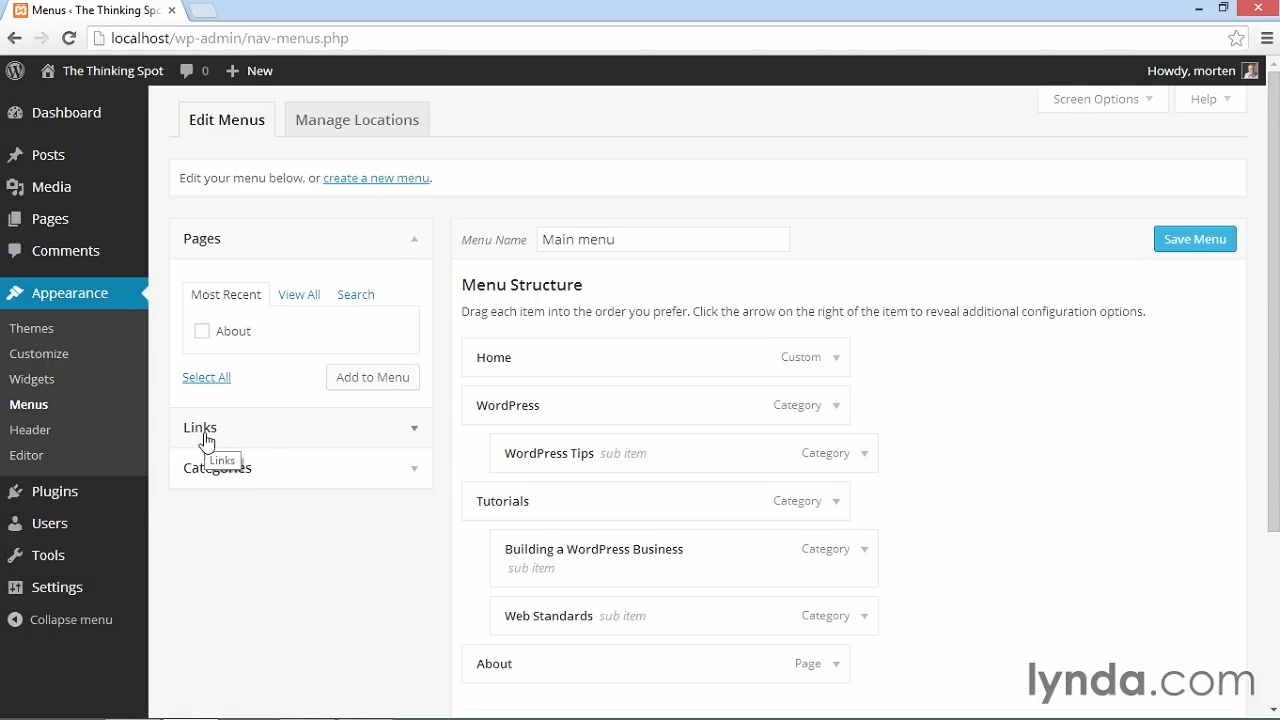 Menus ‹ The Thinking Spo
localhost/wp-admin/nav-menus.php
The Thinking Spot 0 New Howdy, morten
Dashboard
Posts
Media
Pages
Comments
Appearance
Themes
Customize
Widgets
Menus
Header
Editor
Plugins
Users
Tools
Settings
Collapse menu
Screen Options Help
Edit Menus Manage Locations
Edit your menu below, or create a new menu.
Pages
Most Recent View All Search
About
Select All Add to Menu
Links
Links
Categories
Menu Name Main menu Save Menu
Menu Structure
Drag each item into the order you prefer. Click the arrow on the right of the item to reveal additional configuration options.
Home Custom
WordPress Category
WordPress Tips sub item Category
Tutorials Category
Building a WordPress Business Category
sub item
Web Standards sub item Category
About Page
lynda.com